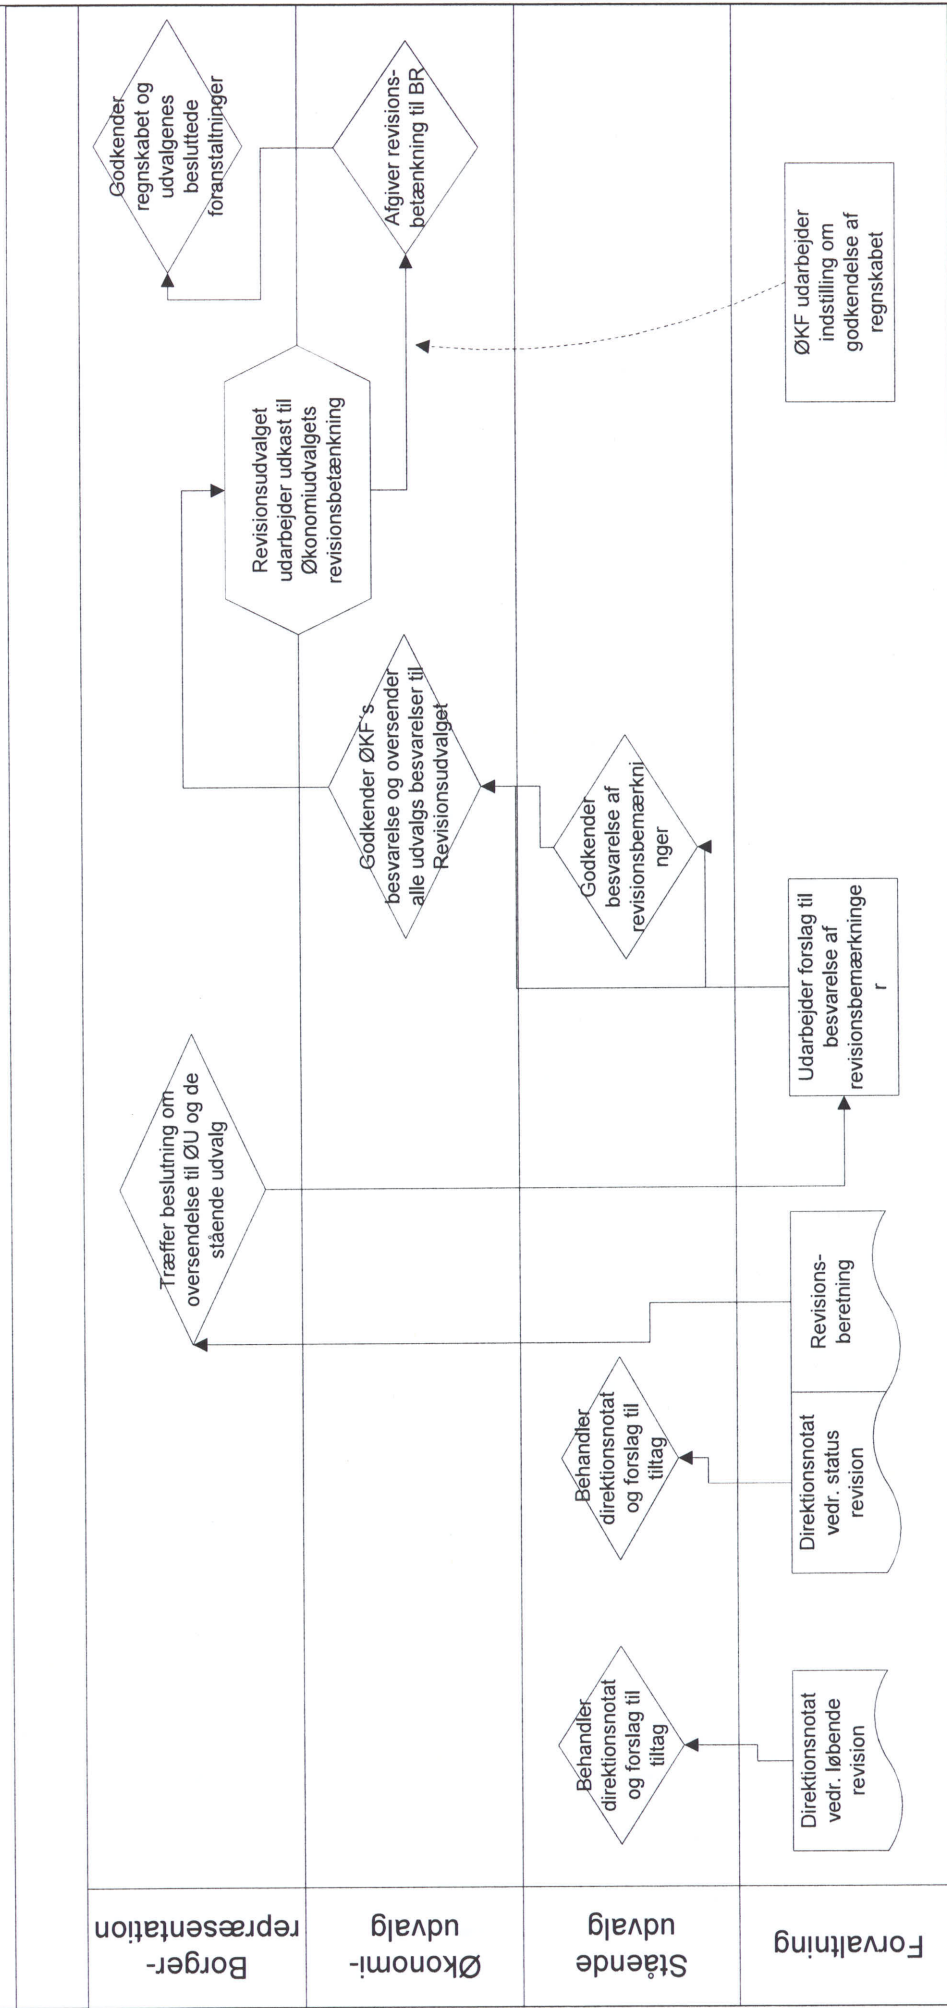 Borger-
repræsentation
Økonomi-
udvalg
Stående
udvalg
Forvaltning
Træffer beslutning om
oversendelse til ØU og de
stående udvalg
Godkender
regnskabet og
udvalgenes
besluttede
foranstaltninger
Revisionsudvalget
udarbejder udkast til
Økonomiudvalgets
revisionsbetænkning
Godkender ØKF´s
besvarelse og oversender
alle udvalgs besvarelser til
Revisionsudvalget
Afgiver revisions-
betænkning til BR
Behandler
direktionsnotat
og forslag til
tiltag
Behandler
direktionsnotat
og forslag til
tiltag
Godkender
besvarelse af
revisionsbemærkni
nger
Direktionsnotat
vedr. løbende
revision
Direktionsnotat
vedr. status
revision
Revisions-
beretning
Udarbejder forslag til
besvarelse af
revisionsbemærkninge
r
ØKF udarbejder
indstilling om
godkendelse af
regnskabet